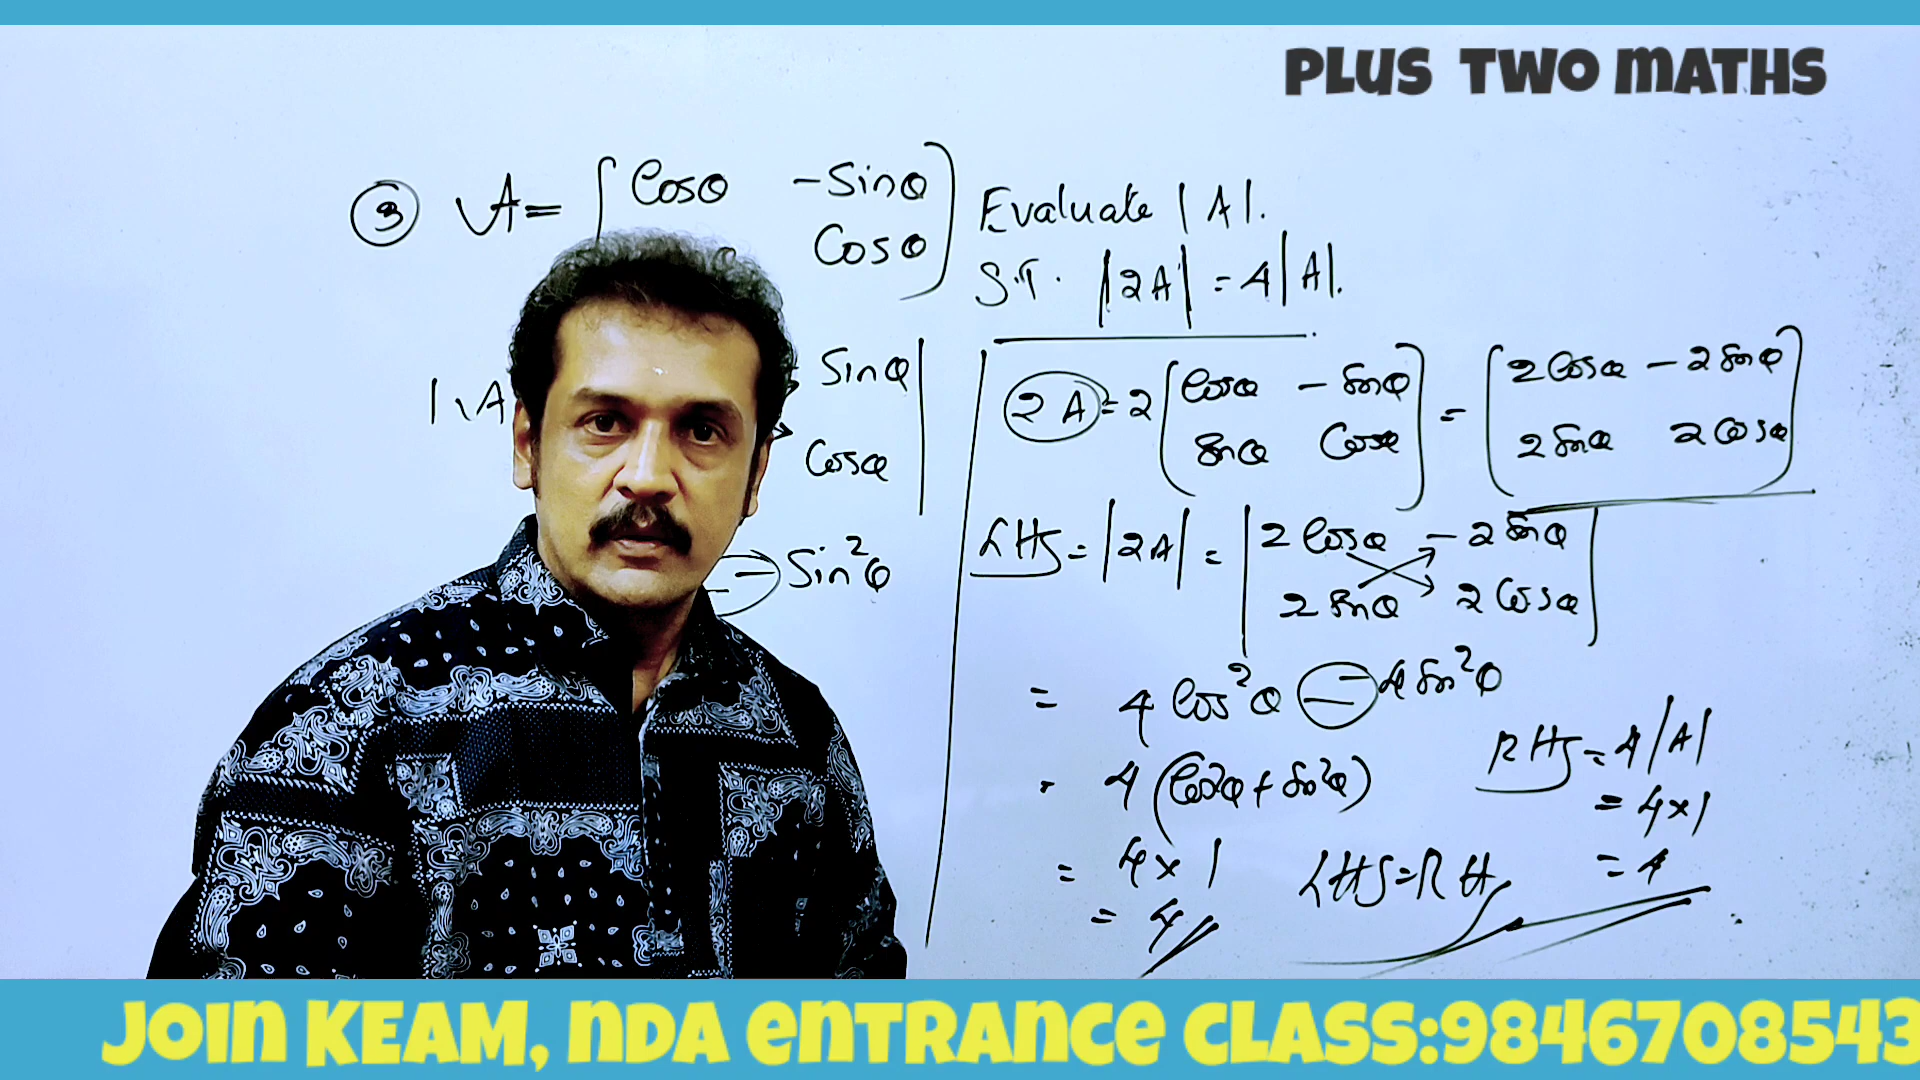 PLUS TWO MATHS
③ A = [ Cosθ -Sinθ
Cosθ ]
Evaluate |A|.
S.T. |2A| = 4|A|.
|A
Sinθ |
Cosθ
- - Sin²θ
2A = 2 [ Cosθ - Sinθ
Sinθ Cosθ ] = [ 2Cosθ - 2Sinθ
2Sinθ 2Cosθ ]
LHS = |2A| = | 2Cosθ - 2Sinθ
2Sinθ 2Cosθ |
= 4Cos²θ - - 4Sin²θ
= 4(Cos²θ + Sin²θ)
= 4×1
= 4
RHS = 4|A|
= 4×1
= 4
LHS = RHS
JOIN KEAM, NDA ENTRANCE CLASS:9846708543